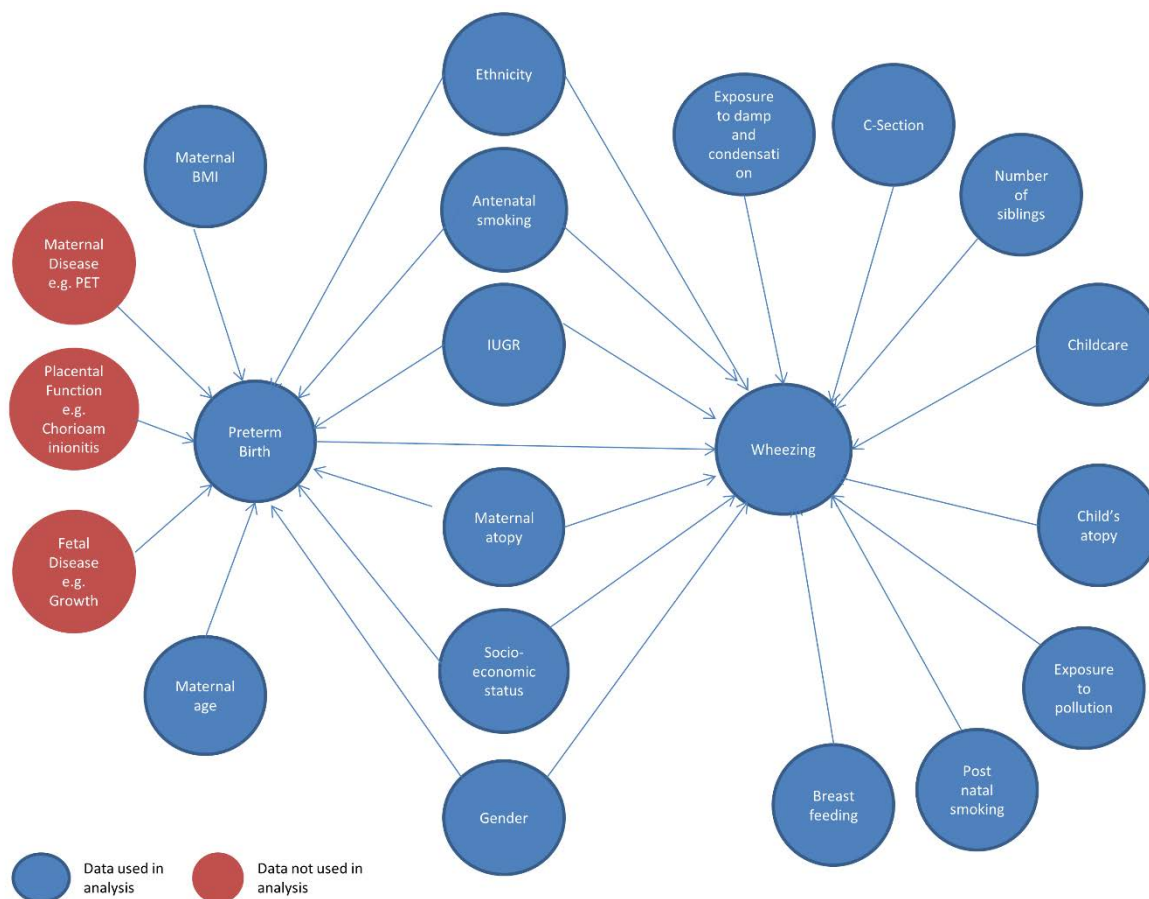 Ethnicity
Exposure
to damp
and
condensati
on
C-Section
Maternal
BMI
Number
of
siblings
Antenatal
smoking
Maternal
Disease
e.g. PET
IUGR
Childcare
Placental
Function
e.g.
Chorioam
inionitis
Preterm
Birth
Wheezing
Maternal
atopy
Child's
atopy
Fetal
Disease
e.g.
Growth
Maternal
age
Socio-
economic
status
Exposure
to
pollution
Gender
Breast
feeding
Post
natal
smoking
Data used in
analysis
Data not used in
analysis